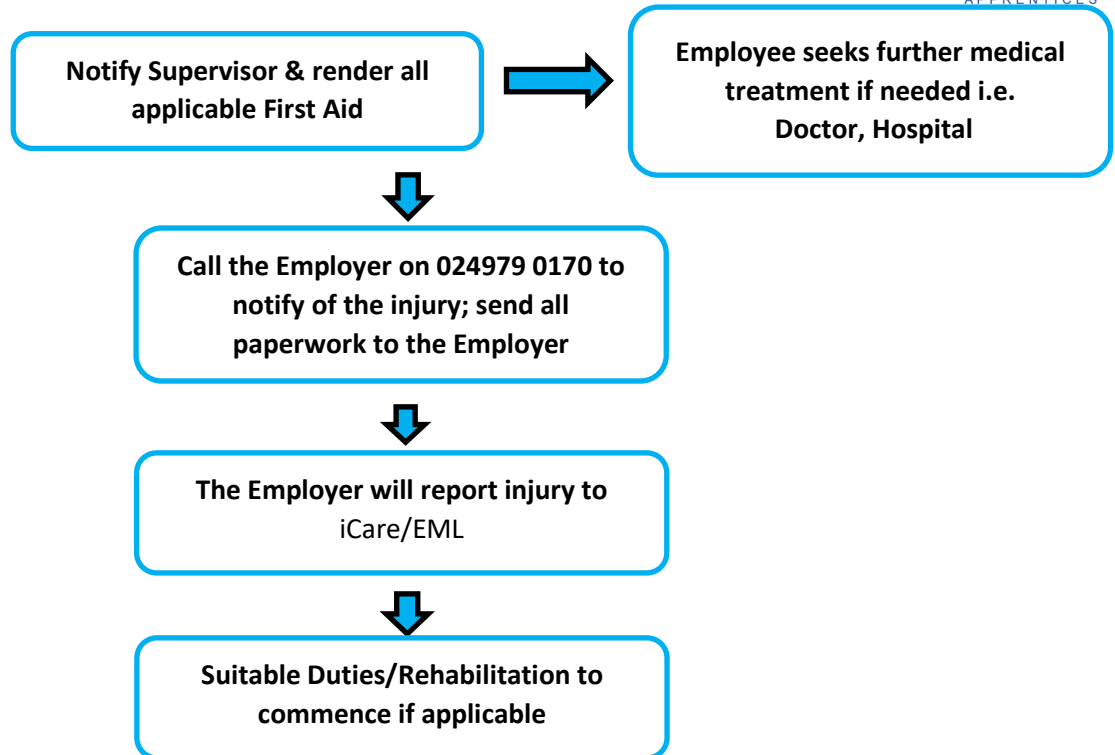 APPRENTICES
Notify Supervisor & render all
applicable First Aid
Employee seeks further medical
treatment if needed i.e.
Doctor, Hospital
Call the Employer on 024979 0170 to
notify of the injury; send all
paperwork to the Employer
The Employer will report injury to
iCare/EML
Suitable Duties/Rehabilitation to
commence if applicable